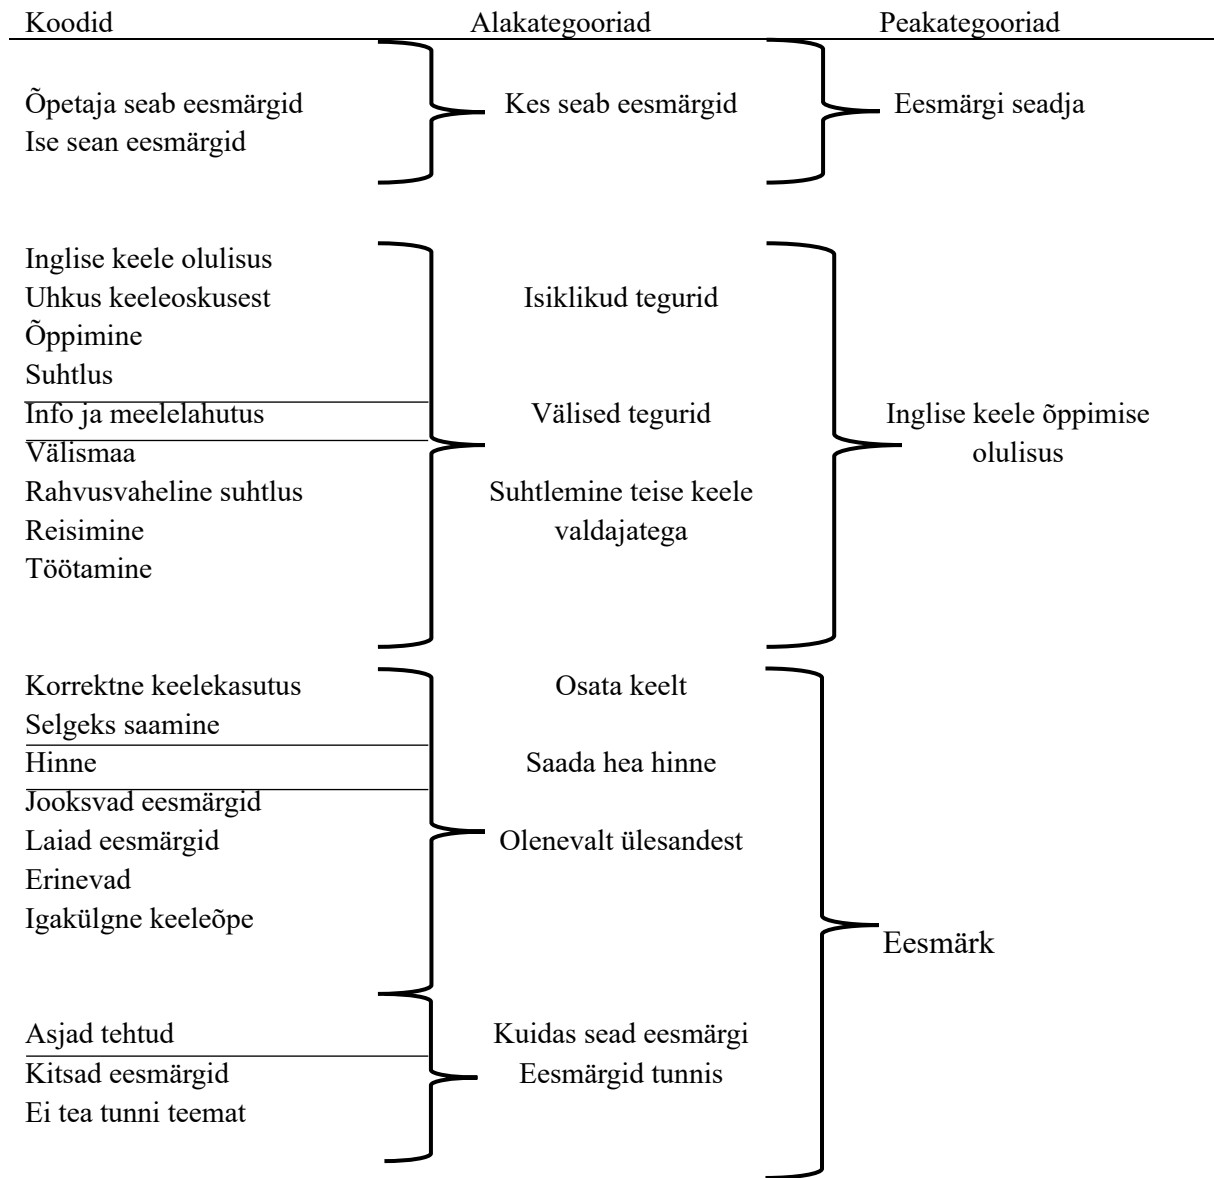 Koodid Alakategooriad Peakategooriad
Õpetaja seab eesmärgid Kes seab eesmärgid Eesmärgi seadja
Ise sean eesmärgid
Inglise keele olulisus
Uhkus keeleoskusest Isiklikud tegurid
Õppimine
Suhtlus
Info ja meelelahutus Välised tegurid Inglise keele õppimise
Välismaa olulisus
Rahvusvaheline suhtlus Suhtlemine teise keele
Reisimine valdajatega
Töötamine
Korrektne keelekasutus Osata keelt
Selgeks saamine
Hinne Saada hea hinne
Jooksvad eesmärgid
Laiad eesmärgid Olenevalt ülesandest
Erinevad
Igakülgne keeleõpe
Eesmärk
Asjad tehtud Kuidas sead eesmärgi
Kitsad eesmärgid Eesmärgid tunnis
Ei tea tunni teemat